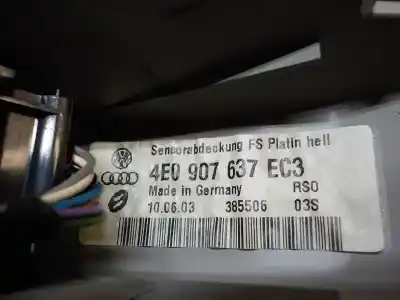 Sensorabdeckung FS Platin hell
4E0 907 637 EC3
Made in Germany RSO
10.06.03 385506 03S